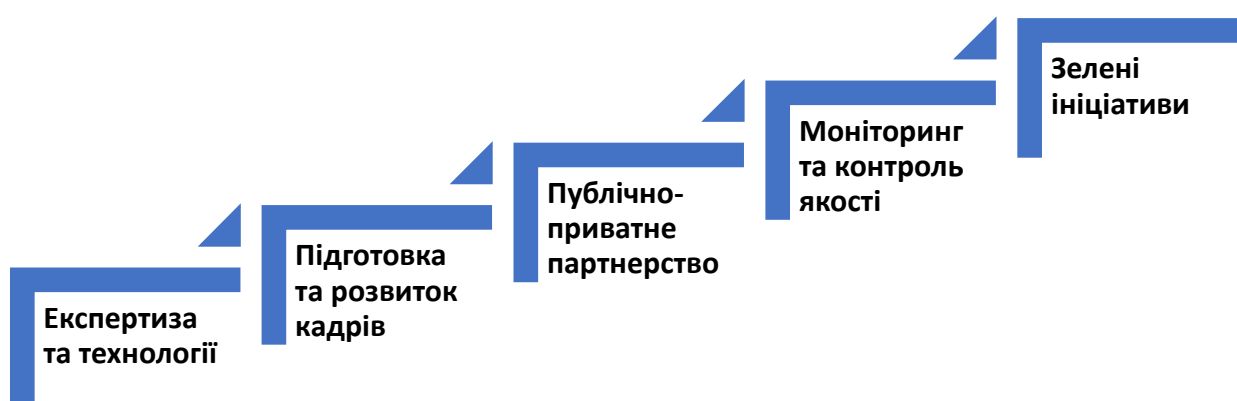 Експертиза
та технології
Підготовка
та розвиток
кадрів
Публічно-
приватне
партнерство
Моніторинг
та контроль
якості
Зелені
ініціативи